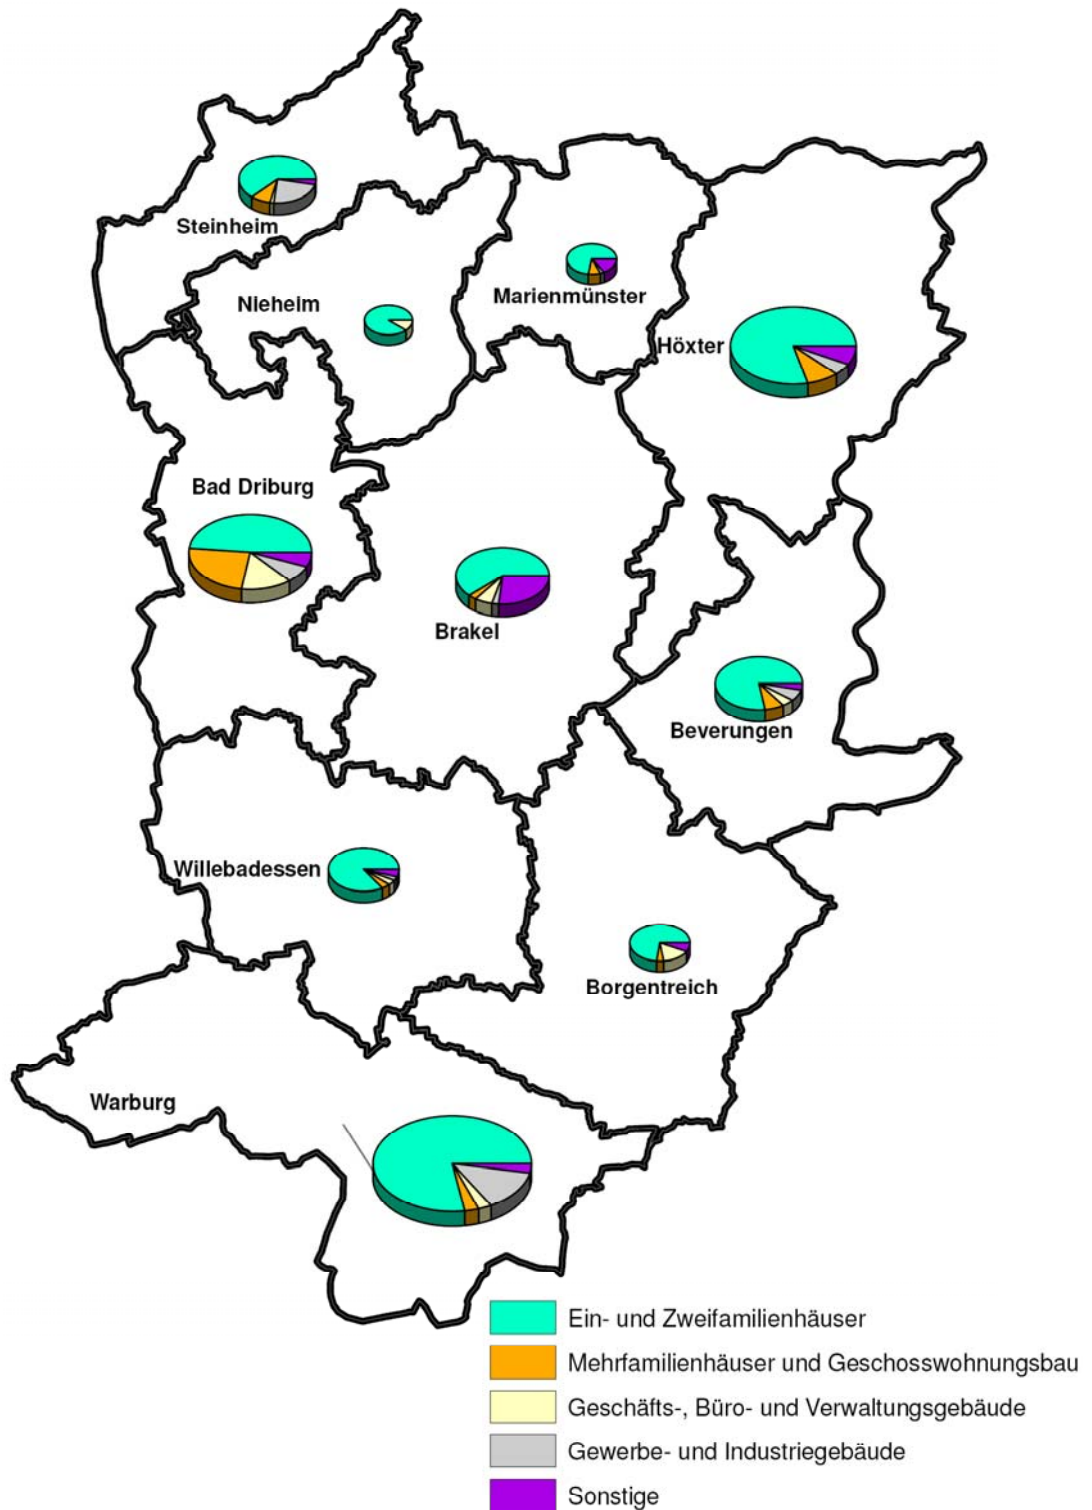 Steinheim
Nieheim
Marienmünster
Höxter
Bad Driburg
Brakel
Beverungen
Willebadessen
Borgentreich
Warburg
Ein- und Zweifamilienhäuser
Mehrfamilienhäuser und Geschosswohnungsbau
Geschäfts-, Büro- und Verwaltungsgebäude
Gewerbe- und Industriegebäude
Sonstige